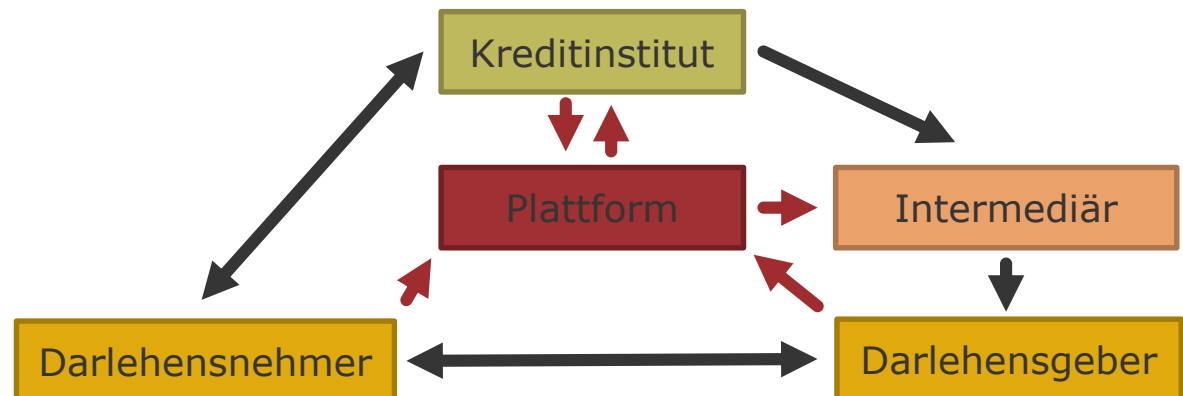 Kreditinstitut
Plattform
Intermediär
Darlehensnehmer
Darlehensgeber